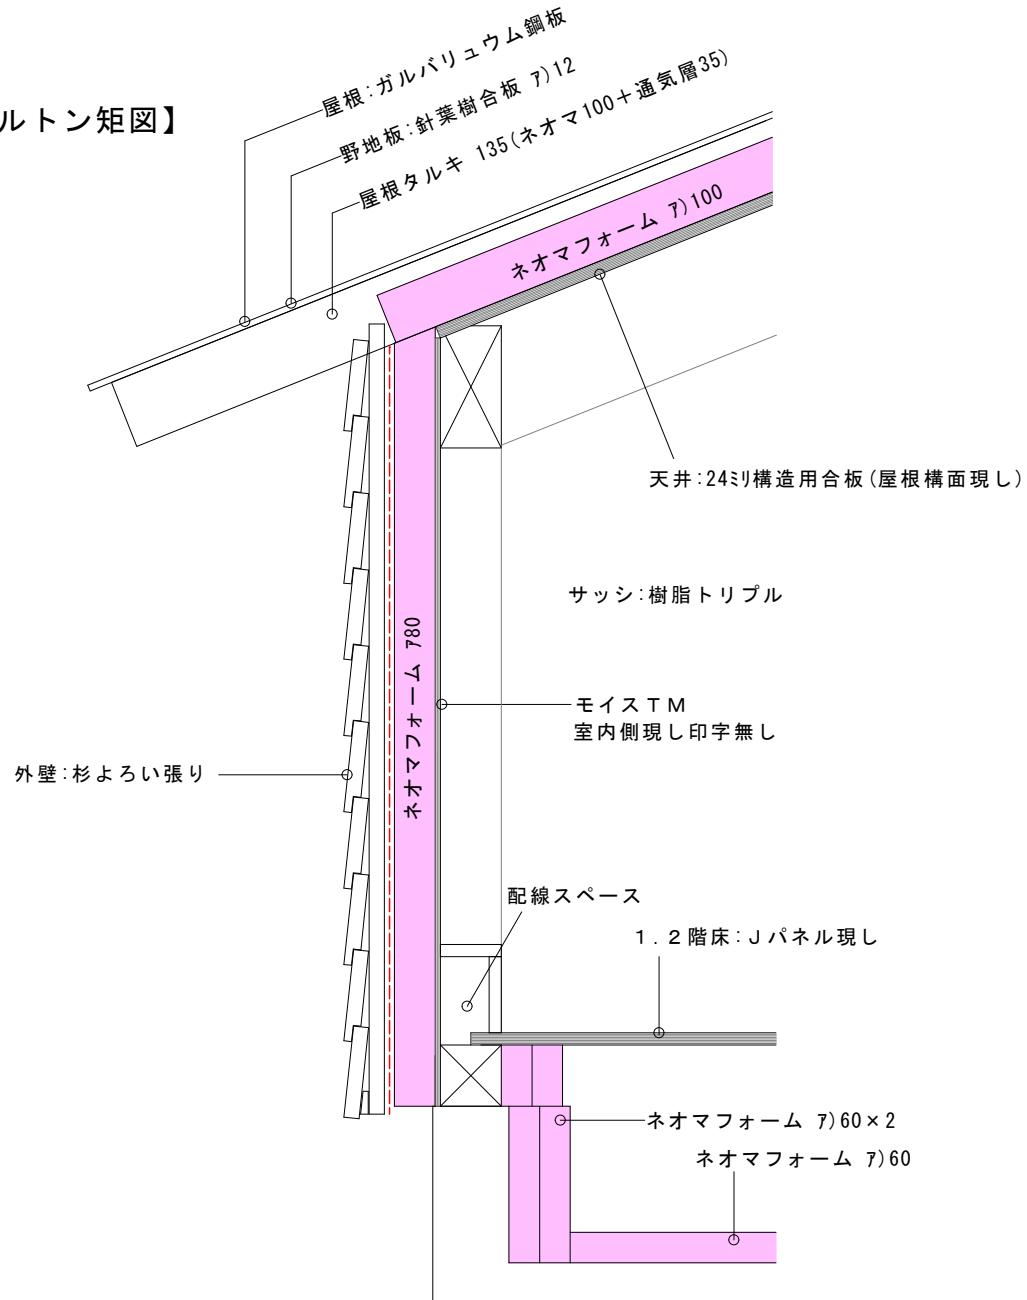 屋根:ガルバリュウム鋼板
ルトン矩図】
野地板:針葉樹合板 ｱ)12
屋根タルキ 135(ネオマ100+通気層35)
ネオマフォーム ｱ)100
天井:24ﾐﾘ構造用合板(屋根構面現し)
サッシ:樹脂トリプル
ネオマフォーム ｱ80
モイスTM
室内側現し印字無し
外壁:杉よろい張り
配線スペース
1.2階床:Jパネル現し
ネオマフォーム ｱ)60×2
ネオマフォーム ｱ)60